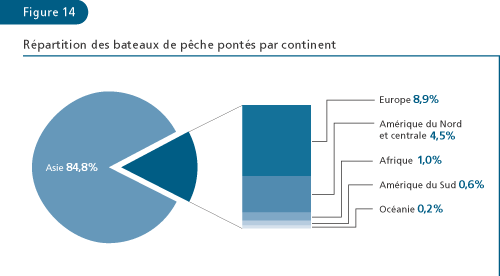 Figure 14
Répartition des bateaux de pêche pontés par continent
Asie 84,8%
Europe 8,9%
Amérique du Nord
et centrale 4,5%
Afrique 1,0%
Amérique du Sud 0,6%
Océanie 0,2%